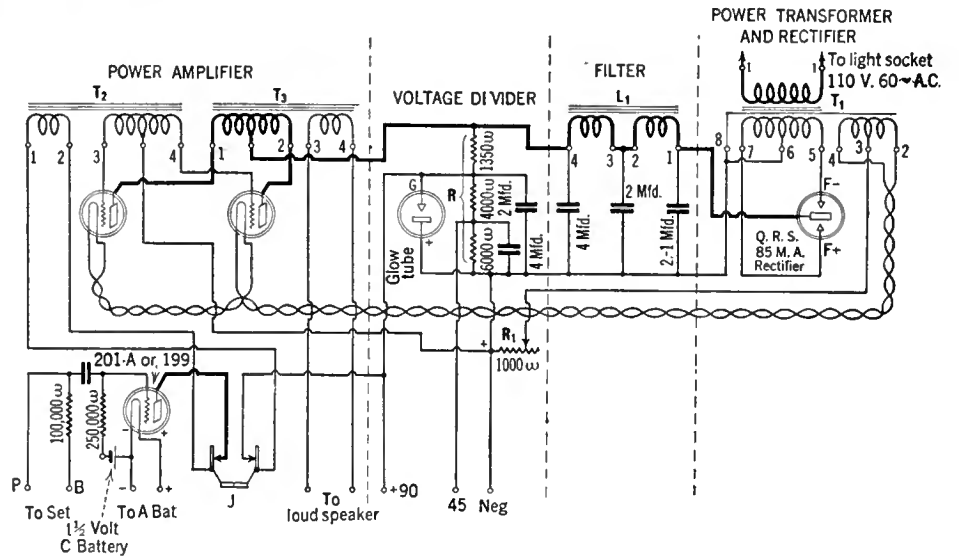 POWER TRANSFORMER
AND RECTIFIER
To light socket
110 V. 60~A.C.
POWER AMPLIFIER
VOLTAGE DIVIDER
FILTER
T2
T3
L1
T1
1 1
1 2 3 4 1 2 3 4
4 3 2 1
8 7 6 5 4 3 2
1350ω
R
4000ω
6000ω
G
+
Glow
tube
2 Mfd.
4 Mfd.
4 Mfd.
2 Mfd.
2.-1 Mfd.
F-
F+
Q. R. S.
85 M. A.
Rectifier
+
R1
1000 ω
201-A or, 199
100,000ω
250,000ω
- +
P B - +
J
+90
45 Neg
To Set
To A Bat
To
loud speaker
1½ Volt
C Battery